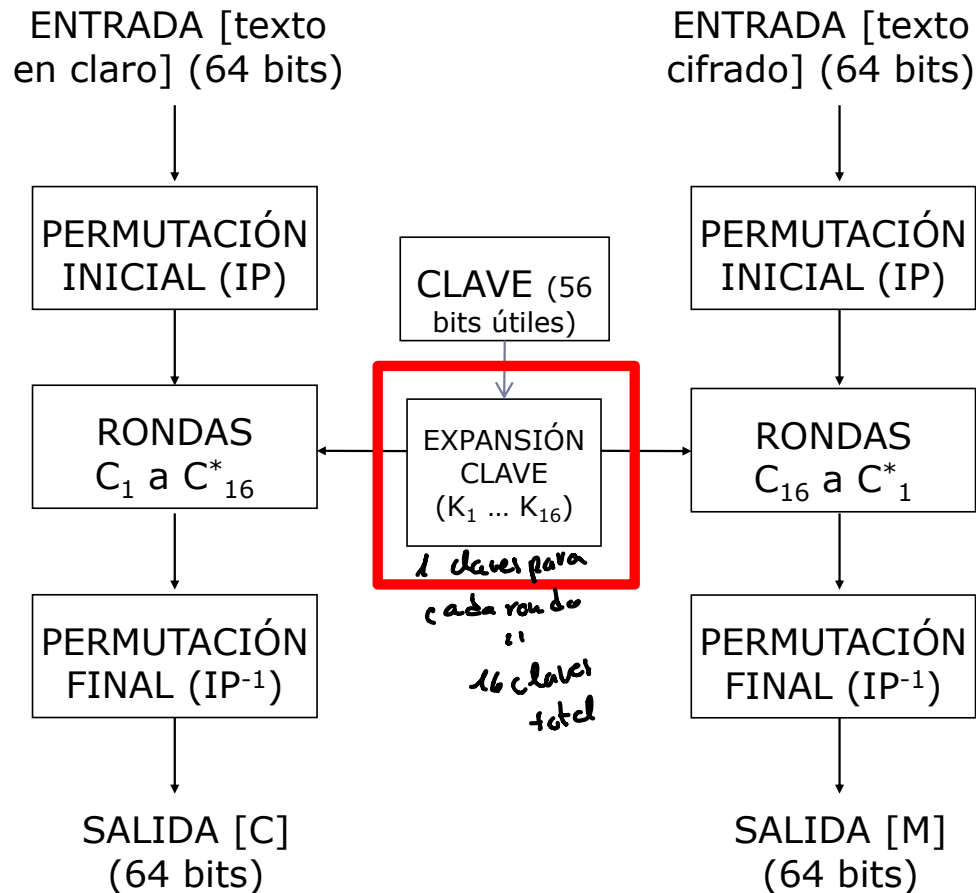 ENTRADA [texto
en claro] (64 bits)
PERMUTACIÓN
INICIAL (IP)
RONDAS
C₁ a C*₁₆
PERMUTACIÓN
FINAL (IP⁻¹)
SALIDA [C]
(64 bits)
CLAVE (56
bits útiles)
EXPANSIÓN
CLAVE
(K₁ ... K₁₆)
1 claves para
cada ronda
"
16 claves
total
ENTRADA [texto
cifrado] (64 bits)
PERMUTACIÓN
INICIAL (IP)
RONDAS
C₁₆ a C*₁
PERMUTACIÓN
FINAL (IP⁻¹)
SALIDA [M]
(64 bits)